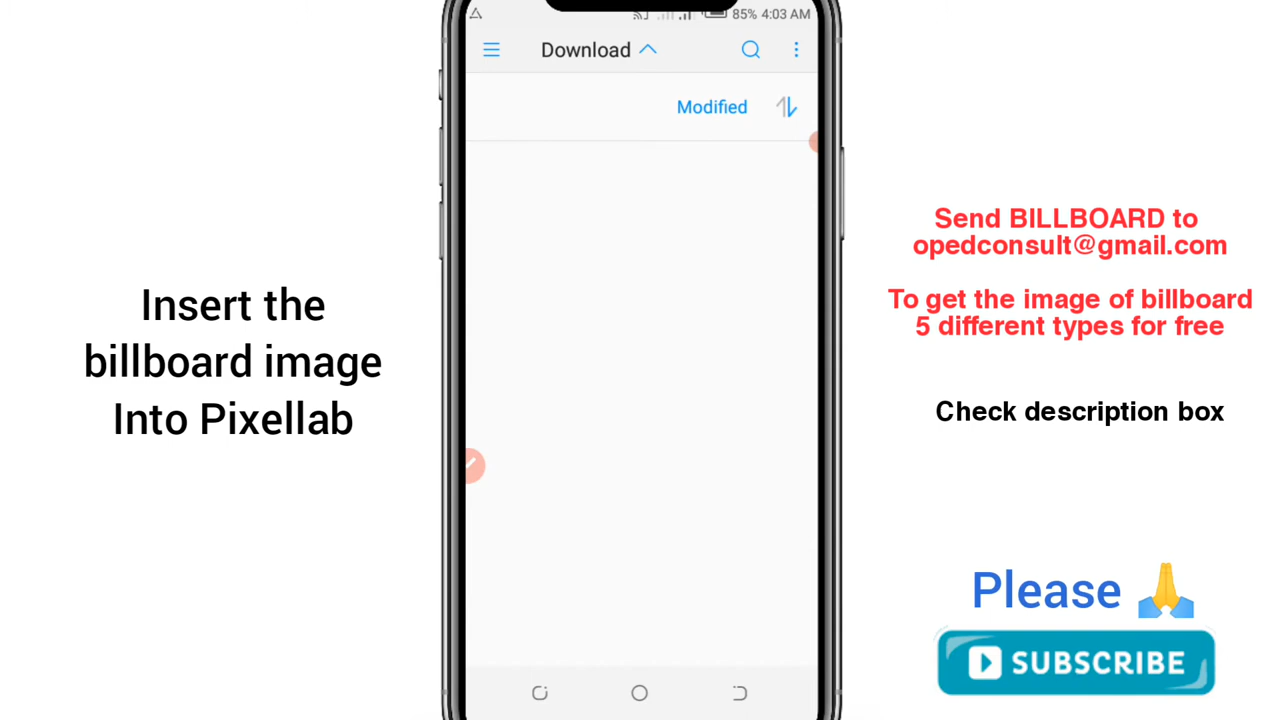 85% 4:03 AM
Download
Modified
Insert the
billboard image
Into Pixellab
Send BILLBOARD to
opedconsult@gmail.com
To get the image of billboard
5 different types for free
Check description box
Please 🙏
SUBSCRIBE